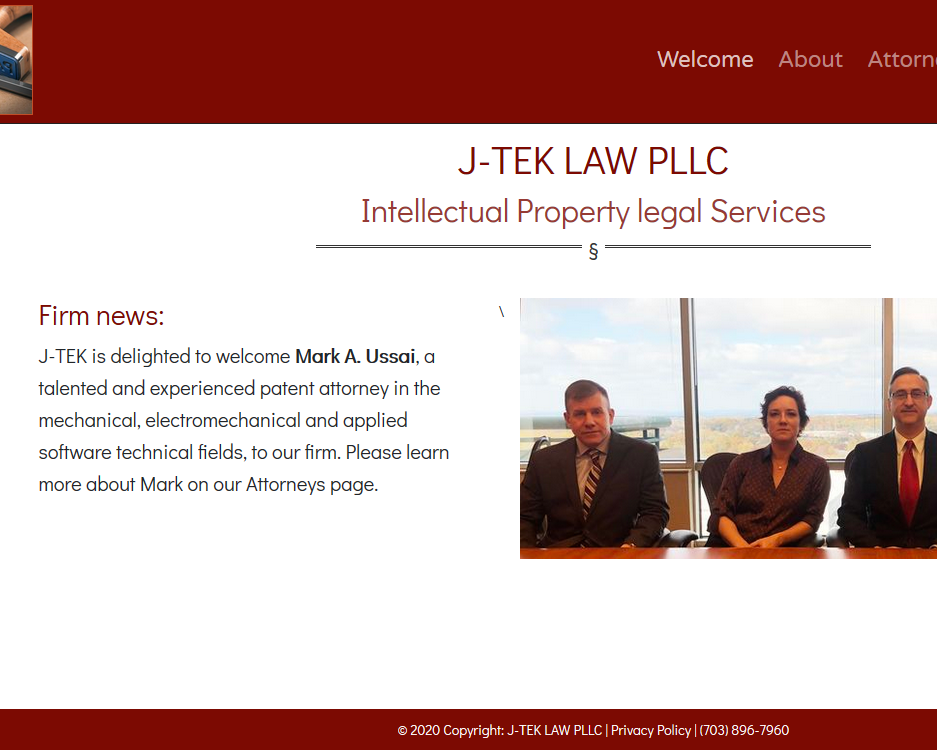 Welcome About Attorn
J-TEK LAW PLLC
Intellectual Property legal Services
§
Firm news:
\
J-TEK is delighted to welcome Mark A. Ussai, a
talented and experienced patent attorney in the
mechanical, electromechanical and applied
software technical fields, to our firm. Please learn
more about Mark on our Attorneys page.
© 2020 Copyright: J-TEK LAW PLLC | Privacy Policy | (703) 896-7960